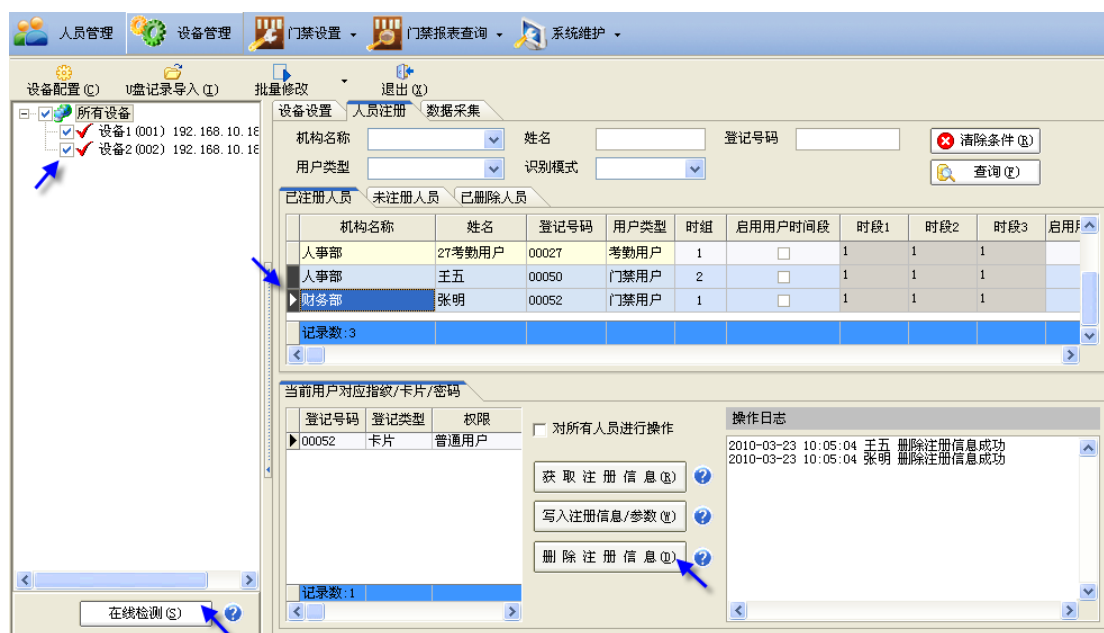 人员管理 设备管理 门禁设置 门禁报表查询 系统维护
设备配置(C) U盘记录导入(I) 批量修改 退出(X)
所有设备
设备1(001) 192.168.10.18
设备2(002) 192.168.10.18
在线检测(S)
设备设置 人员注册 数据采集
机构名称 姓名 登记号码 清除条件(R)
用户类型 识别模式 查询(F)
已注册人员 未注册人员 已删除人员
机构名称 姓名 登记号码 用户类型 时组 启用用户时间段 时段1 时段2 时段3 启用
人事部 27考勤用户 00027 考勤用户 1 1 1 1
人事部 王五 00050 门禁用户 2 1 1 1
财务部 张明 00052 门禁用户 1 1 1 1
记录数:3
当前用户对应指纹/卡片/密码
登记号码 登记类型 权限
00052 卡片 普通用户
记录数:1
对所有人员进行操作
获取注册信息(R)
写入注册信息/参数(W)
删除注册信息(D)
操作日志
2010-03-23 10:05:04 王五 删除注册信息成功
2010-03-23 10:05:04 张明 删除注册信息成功